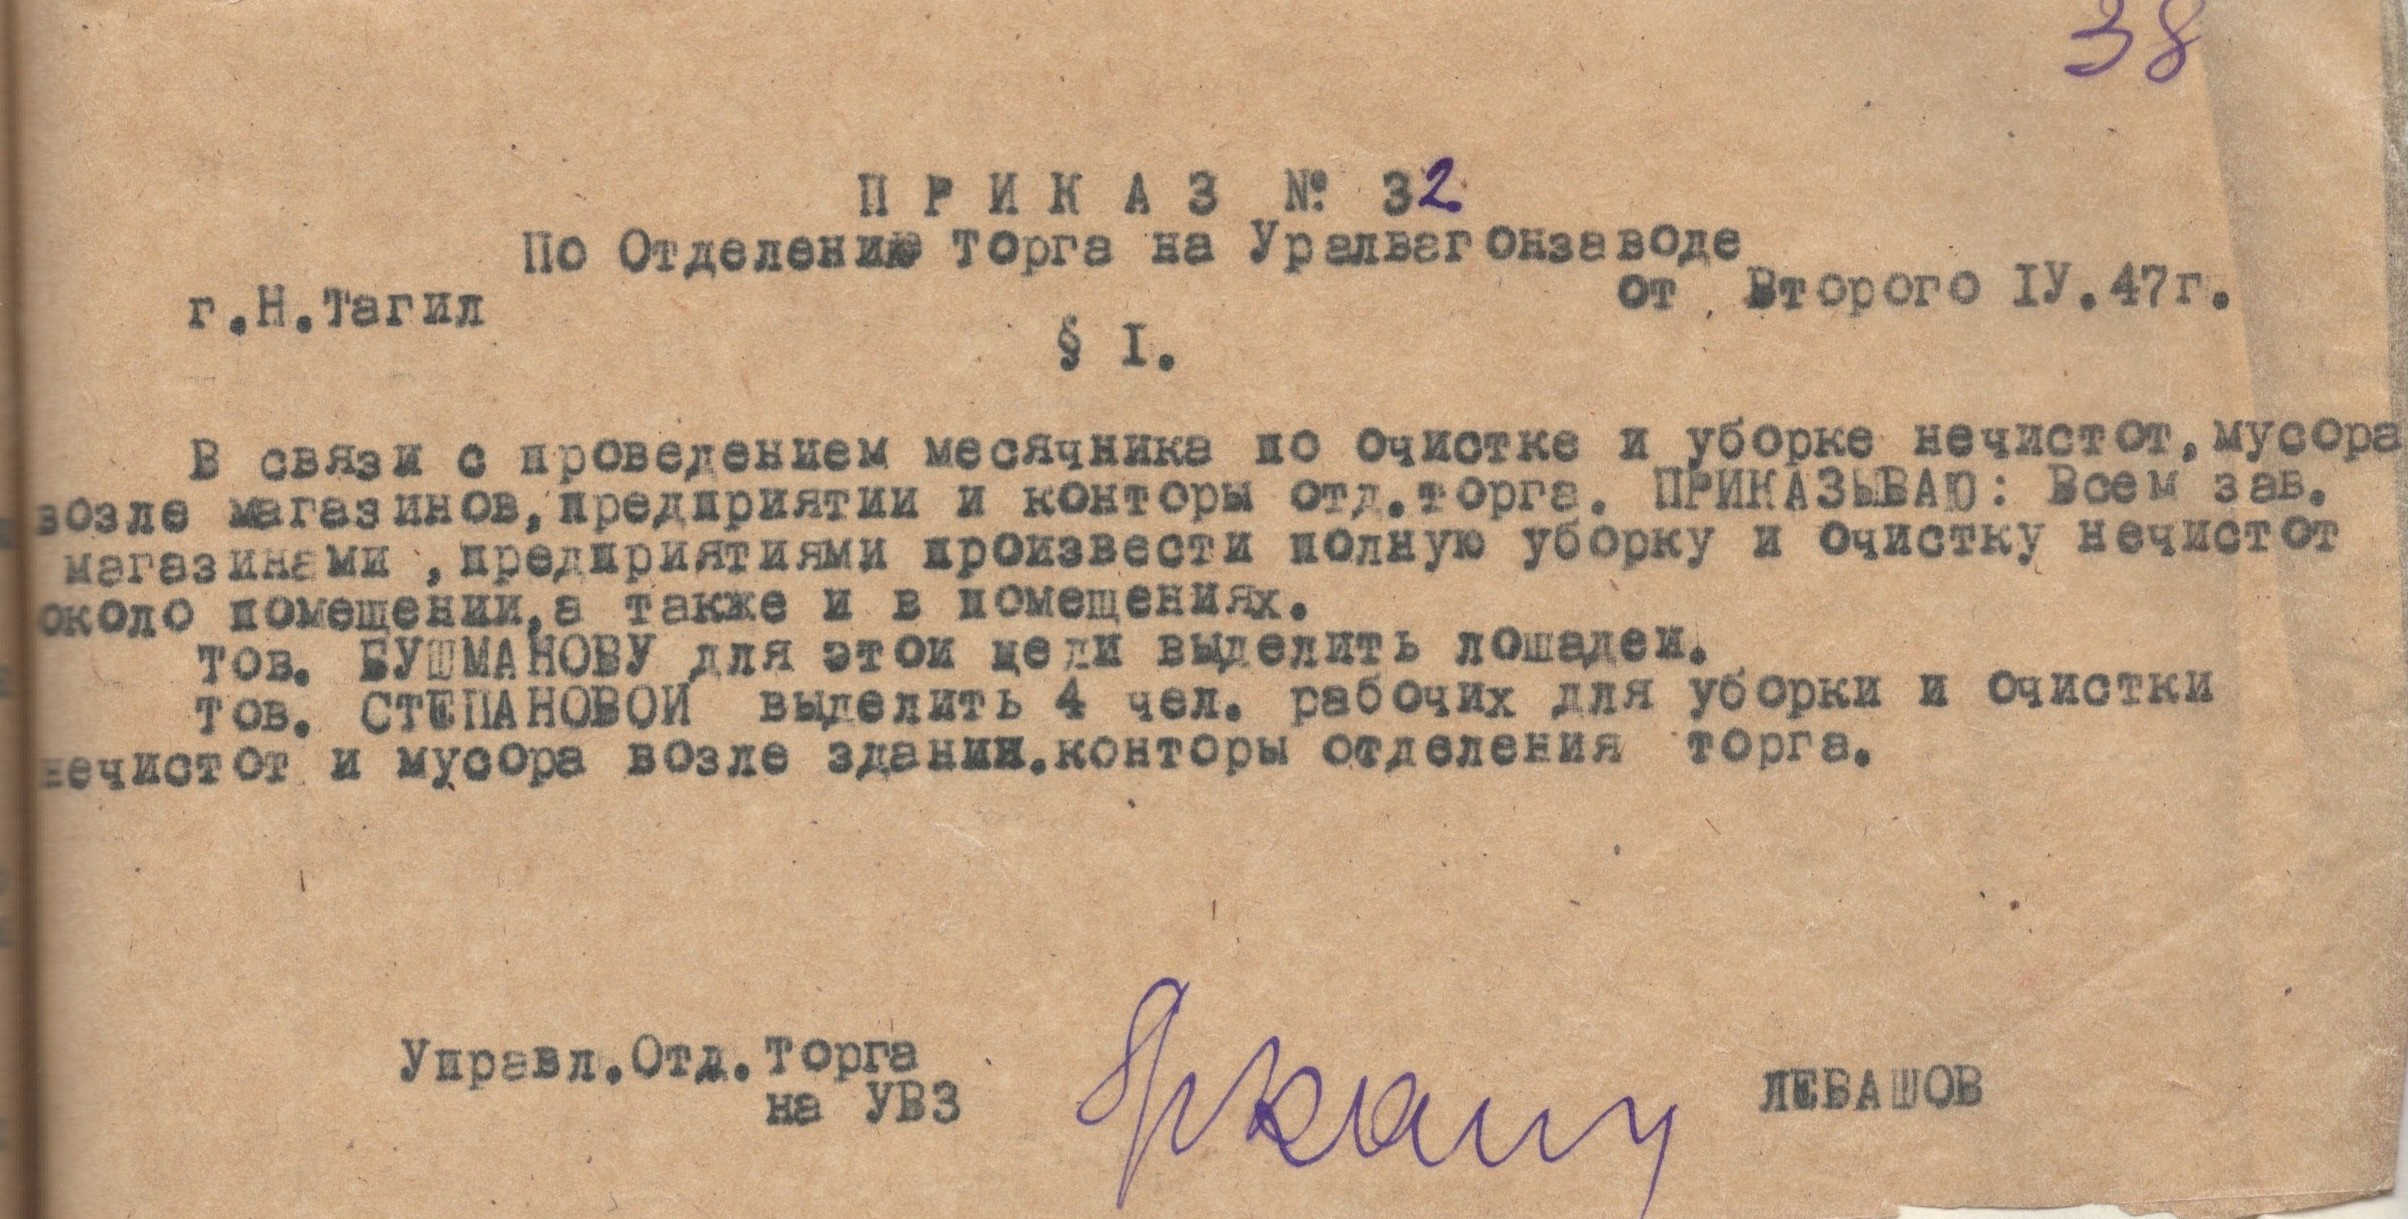 38
ПРИКАЗ № 32
По Отделению Торга на Уралвагонзаводе
г.Н.Тагил от Второго IУ.47г.
§ I.
В связи с проведением месячника по очистке и уборке нечистот,мусора
возле магазинов,предприятии и конторы отд.торга. ПРИКАЗЫВАЮ: Всем зав.
магазинами ,предприятиями произвести полную уборку и очистку нечистот
около помещении,а также и в помещениях.
Тов. БУШМАНОВУ для этои цели выделить лошадеи.
Тов. СТЕПАНОВОИ выделить 4 чел. рабочих для уборки и очистки
нечистот и мусора возле здании.конторы отделения торга.
Управл.Отд.Торга
на УВЗ ЛЕВАШОВ